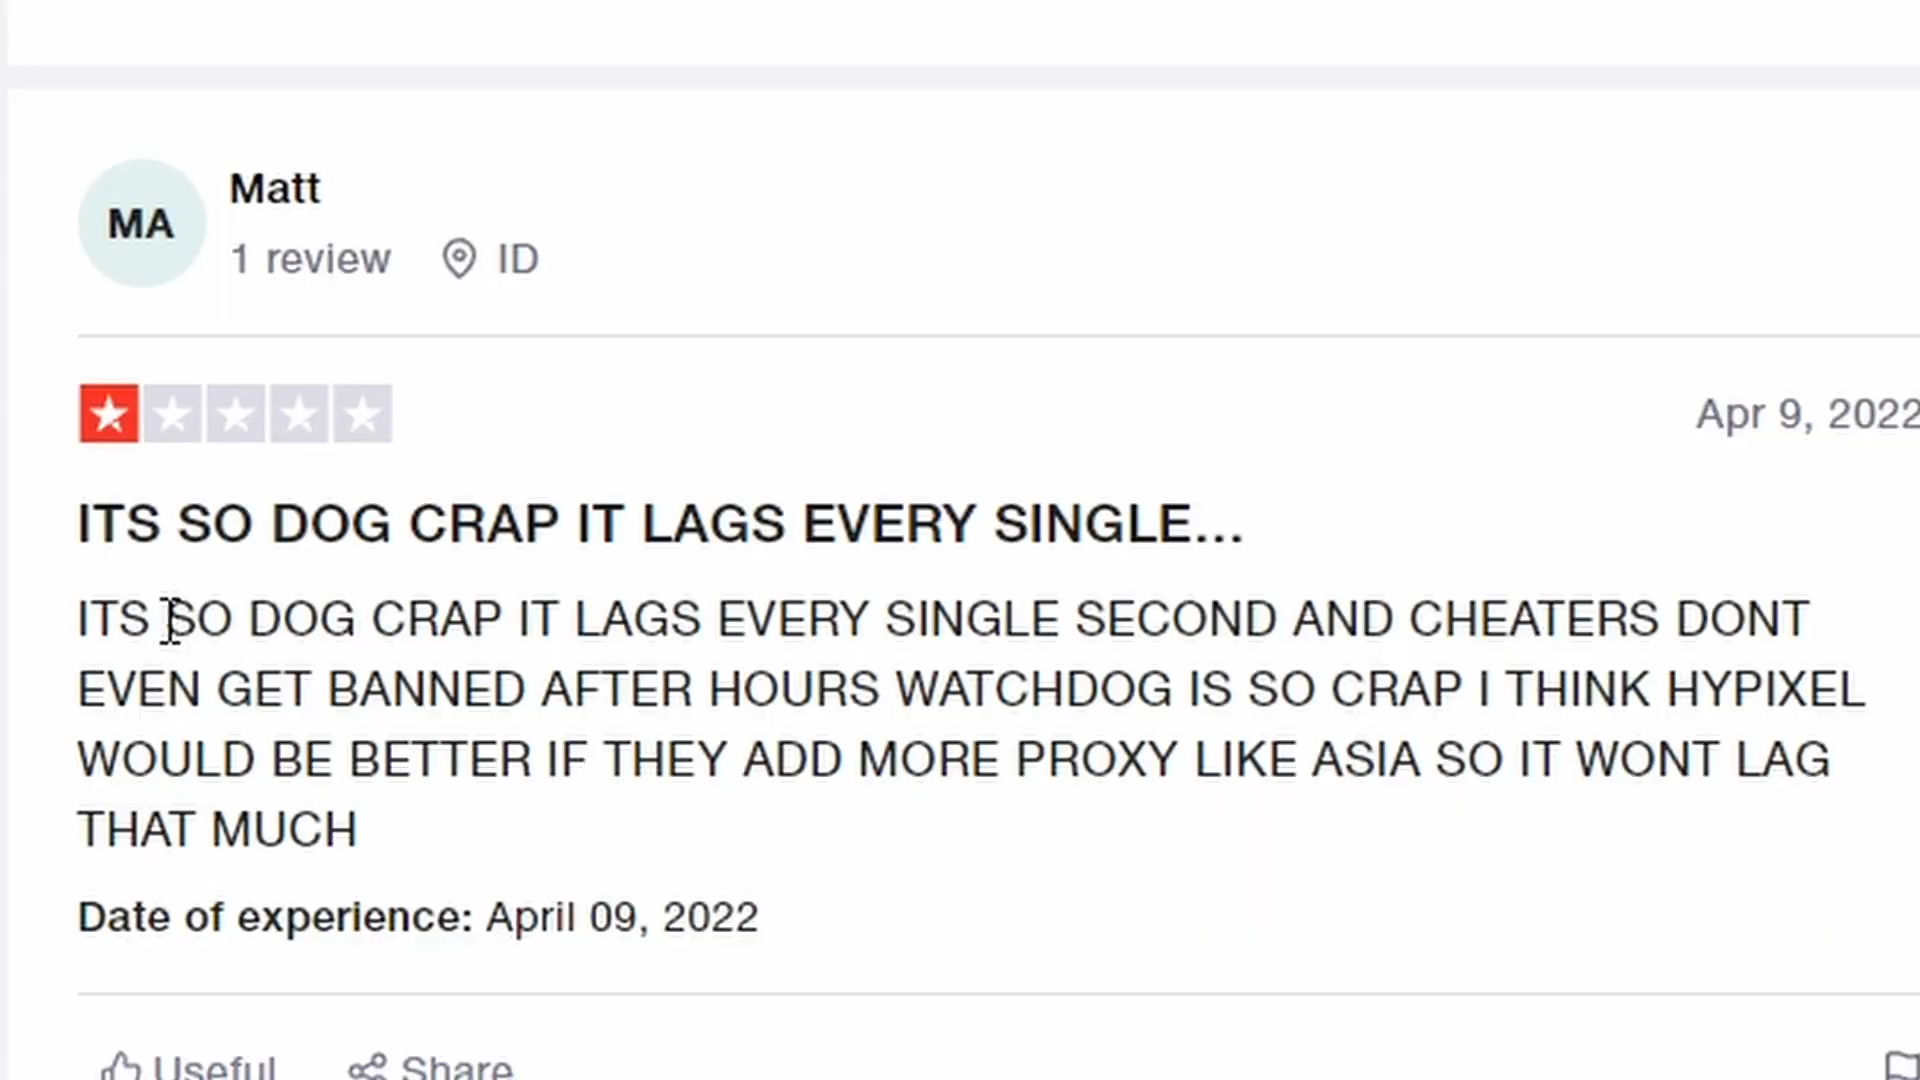 MA
Matt
1 review ID
Apr 9, 2022
ITS SO DOG CRAP IT LAGS EVERY SINGLE...
ITS SO DOG CRAP IT LAGS EVERY SINGLE SECOND AND CHEATERS DONT
EVEN GET BANNED AFTER HOURS WATCHDOG IS SO CRAP I THINK HYPIXEL
WOULD BE BETTER IF THEY ADD MORE PROXY LIKE ASIA SO IT WONT LAG
THAT MUCH
Date of experience: April 09, 2022
Useful Share